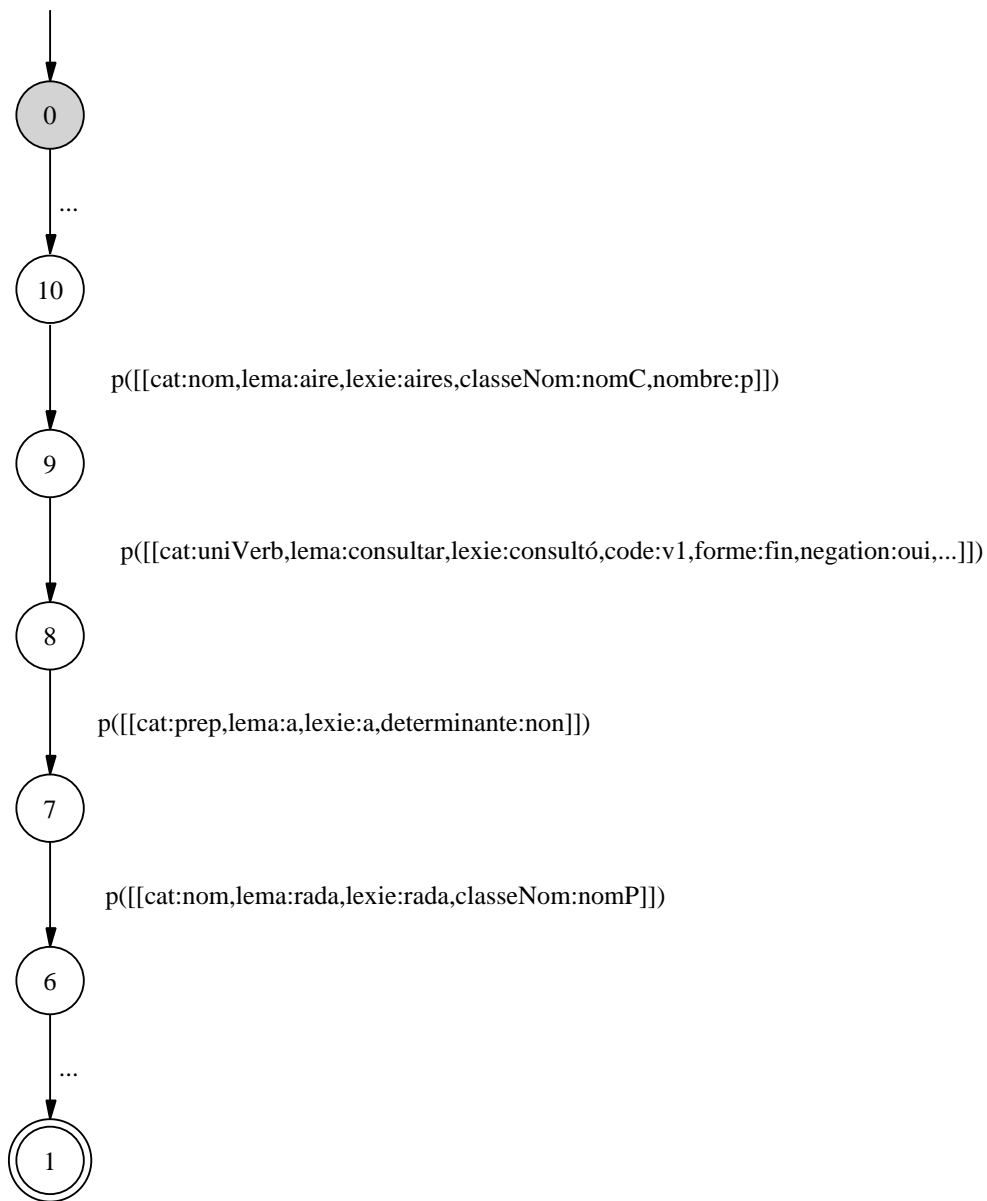 0
...
10
p([[cat:nom,lema:aire,lexie:aires,classeNom:nomC,nombre:p]])
9
p([[cat:uniVerb,lema:consultar,lexie:consultó,code:v1,forme:fin,negation:oui,...]])
8
p([[cat:prep,lema:a,lexie:a,determinante:non]])
7
p([[cat:nom,lema:rada,lexie:rada,classeNom:nomP]])
6
...
1